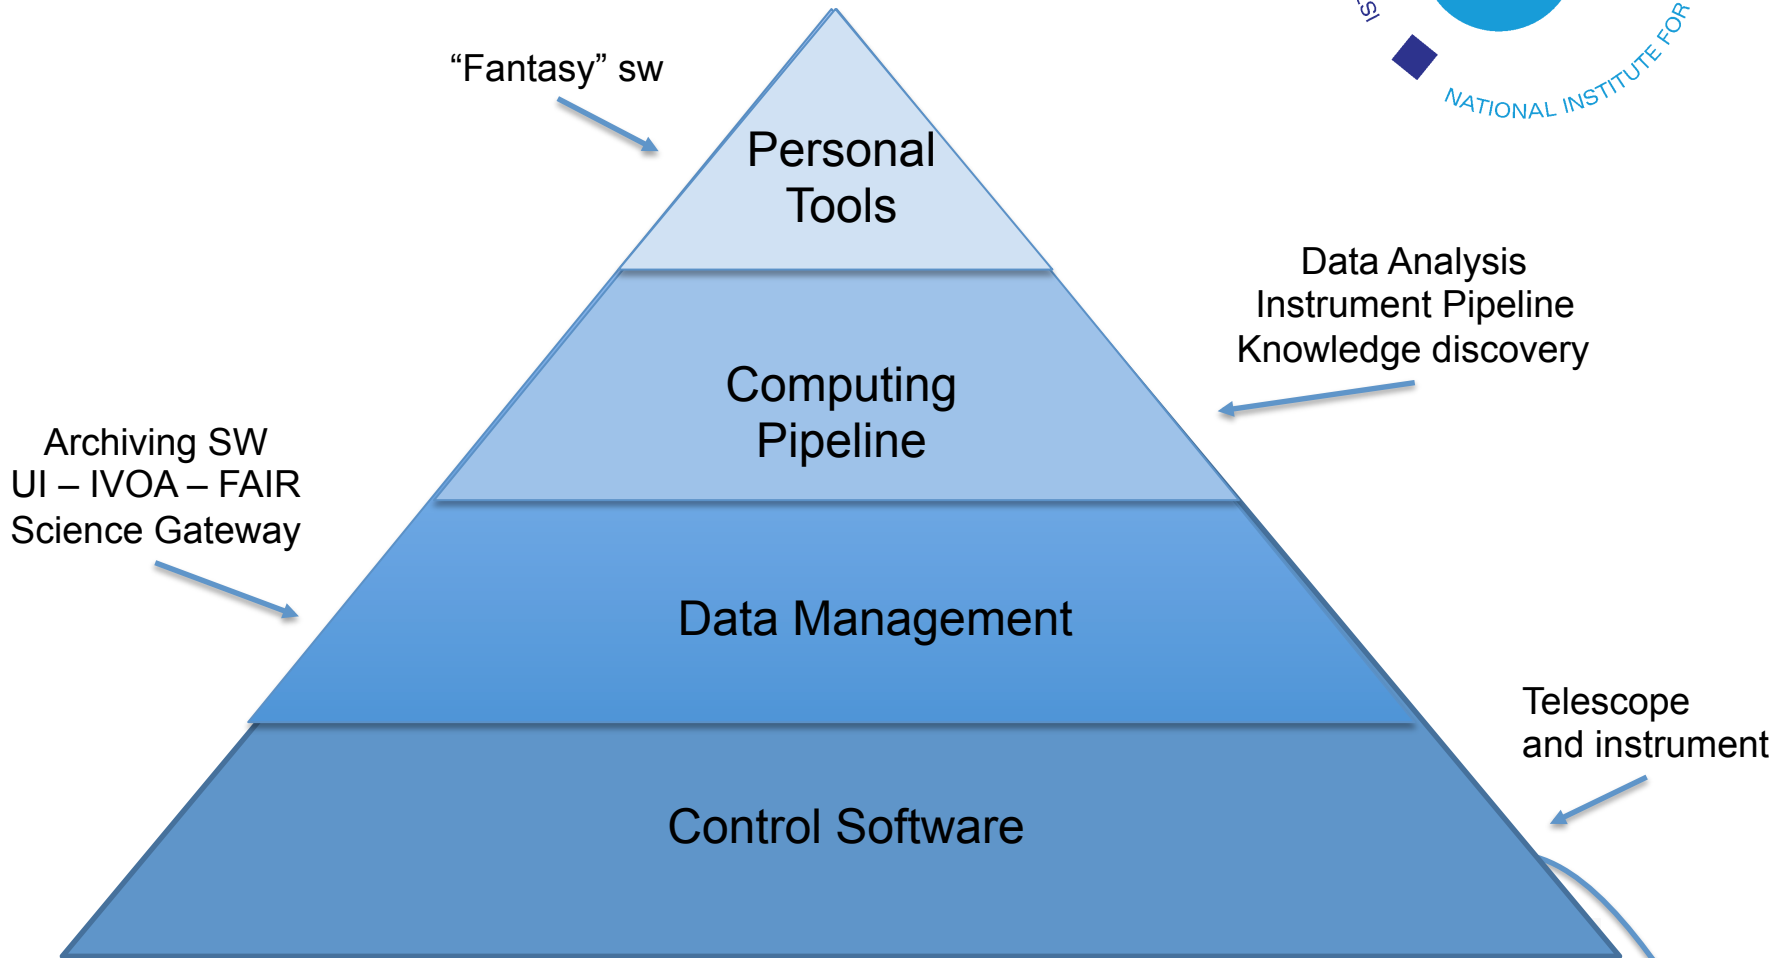 “Fantasy” sw
Personal
Tools
NATIONAL INSTITUTE FOR
Data Analysis
Instrument Pipeline
Knowledge discovery
Computing
Pipeline
Archiving SW
UI – IVOA – FAIR
Science Gateway
Data Management
Telescope
and instrument
Control Software